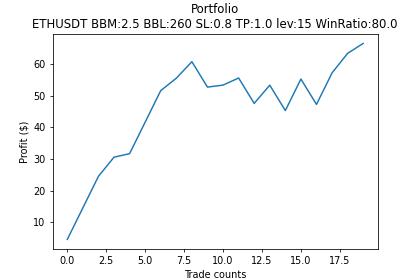 Portfolio
ETHUSDT BBM:2.5 BBL:260 SL:0.8 TP:1.0 lev:15 WinRatio:80.0
60
50
40
30
20
10
Profit ($)
0.0 2.5 5.0 7.5 10.0 12.5 15.0 17.5
Trade counts